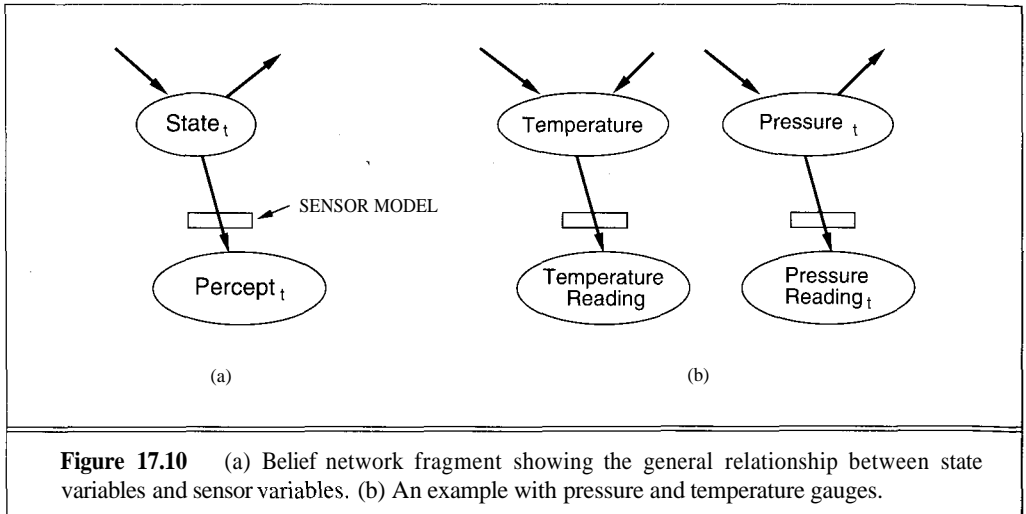 State t
SENSOR MODEL
Percept t
(a)
Temperature
Pressure t
Temperature
Reading
Pressure
Reading t
(b)
Figure 17.10 (a) Belief network fragment showing the general relationship between state
variables and sensor variables. (b) An example with pressure and temperature gauges.